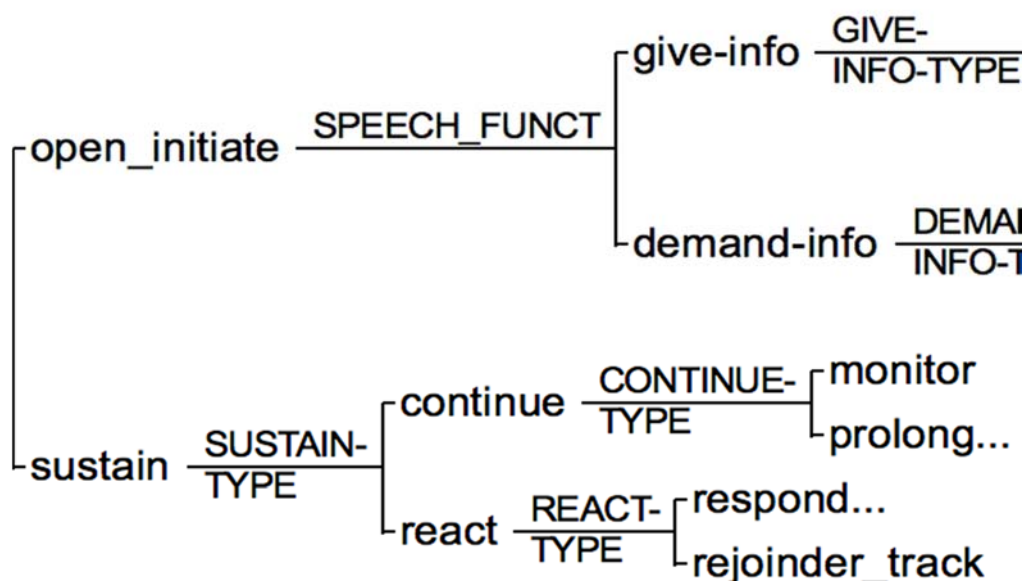 give-info
GIVE-
INFO-TYPE
open_initiate
SPEECH_FUNCT
demand-info
INFO-T
continue
CONTINUE-
TYPE
monitor
prolong...
sustain
SUSTAIN-
TYPE
react
REACT-
TYPE
respond...
rejoinder_track